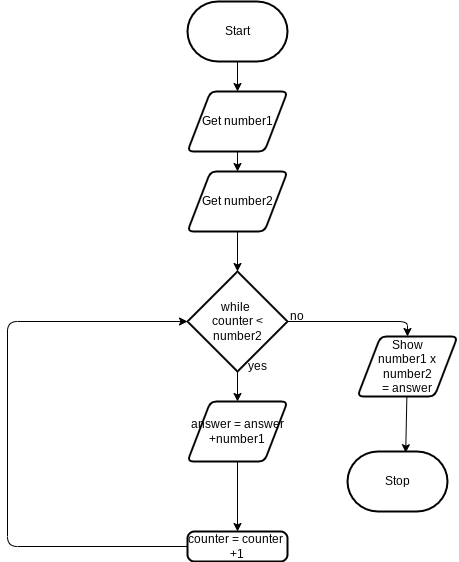 Start
Get number1
Get number2
while
counter <
number2
no
yes
Show
number1 x
number2
= answer
answer = answer
+number1
Stop
counter = counter
+1